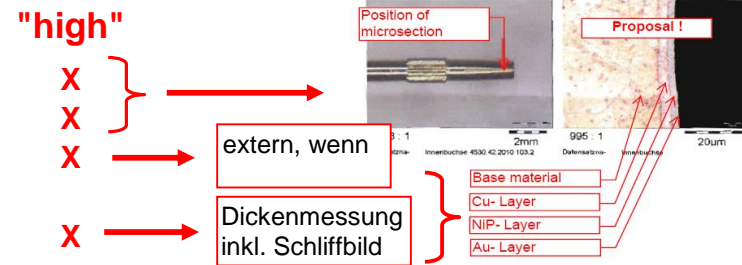 "high"
X
X
X
X
extern, wenn
Dickenmessung
inkl. Schliffbild
Position of
microsection
Proposal !
: 1
2mm
Innenbuchse 4530.42.2010 103.2
995 : 1
20um
Base material
Cu- Layer
NiP- Layer
Au- Layer